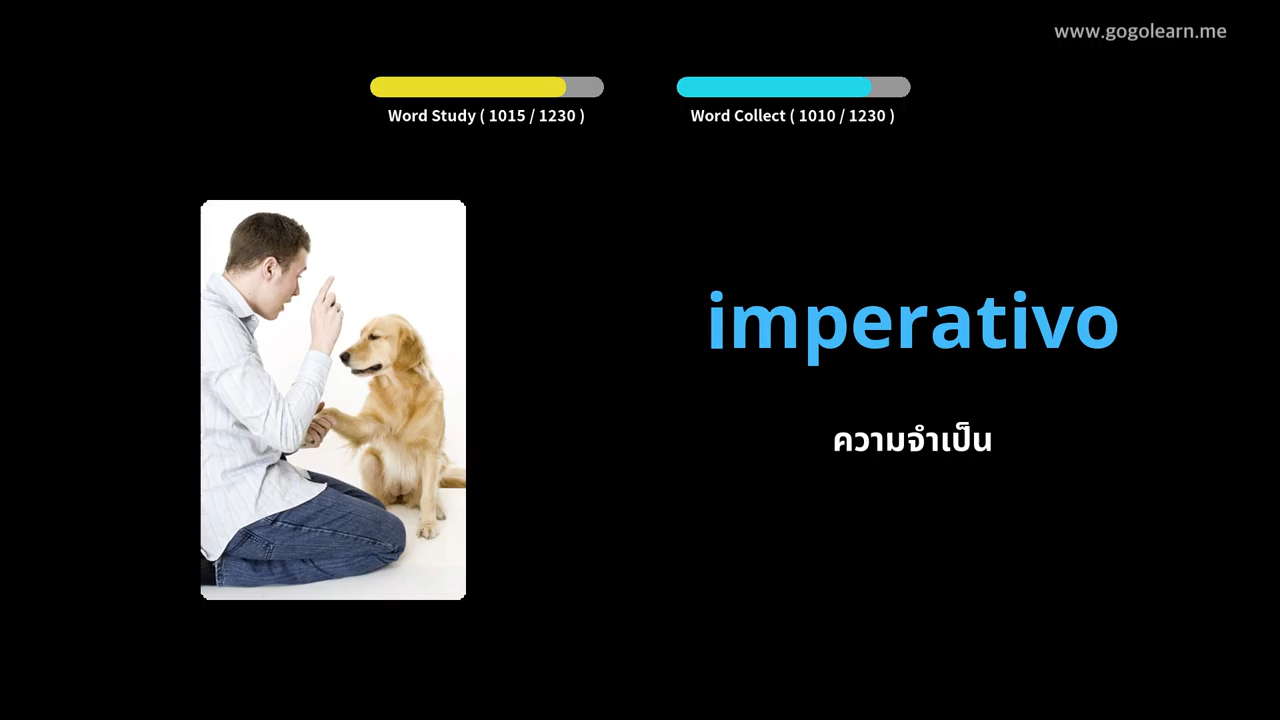 www.gogolearn.me
Word Study ( 1015 / 1230 )
Word Collect ( 1010 / 1230 )
imperativo
ความจำเป็น